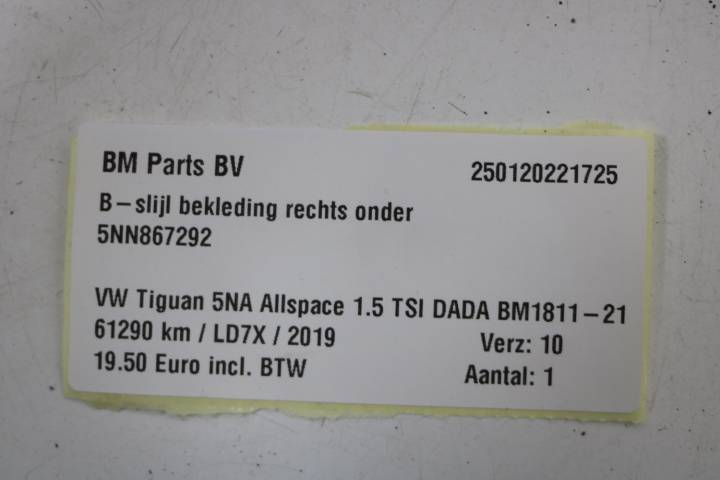 BM Parts BV 250120221725
B-slijl bekleding rechts onder
5NN867292
VW Tiguan 5NA Allspace 1.5 TSI DADA BM1811-21
61290 km / LD7X / 2019 Verz: 10
19.50 Euro incl. BTW Aantal: 1